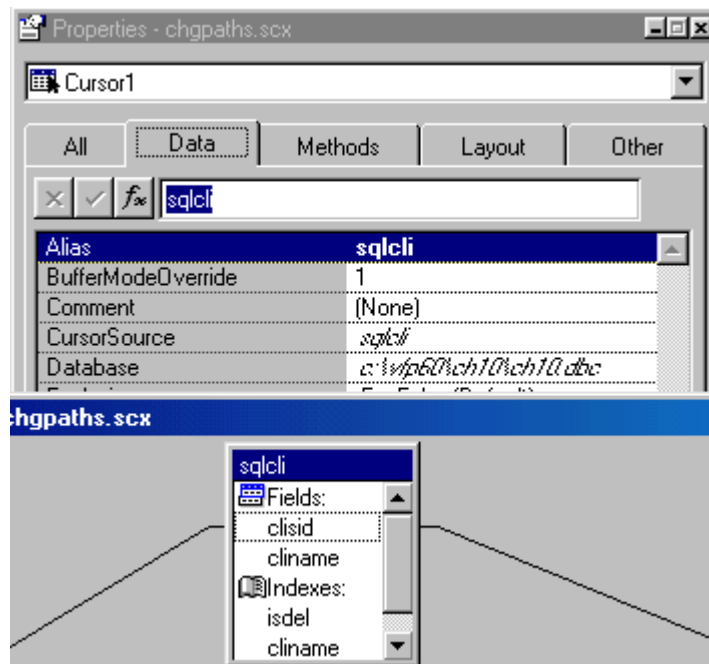 Properties - chgpaths.scx
Cursor1
All Data Methods Layout Other
sqlcli
Alias sqlcli
BufferModeOverride 1
Comment (None)
CursorSource sqlcli
Database c:\vfp60\ch10\ch10.dbc
chgpaths.scx
sqlcli
Fields:
clisid
cliname
Indexes:
isdel
cliname